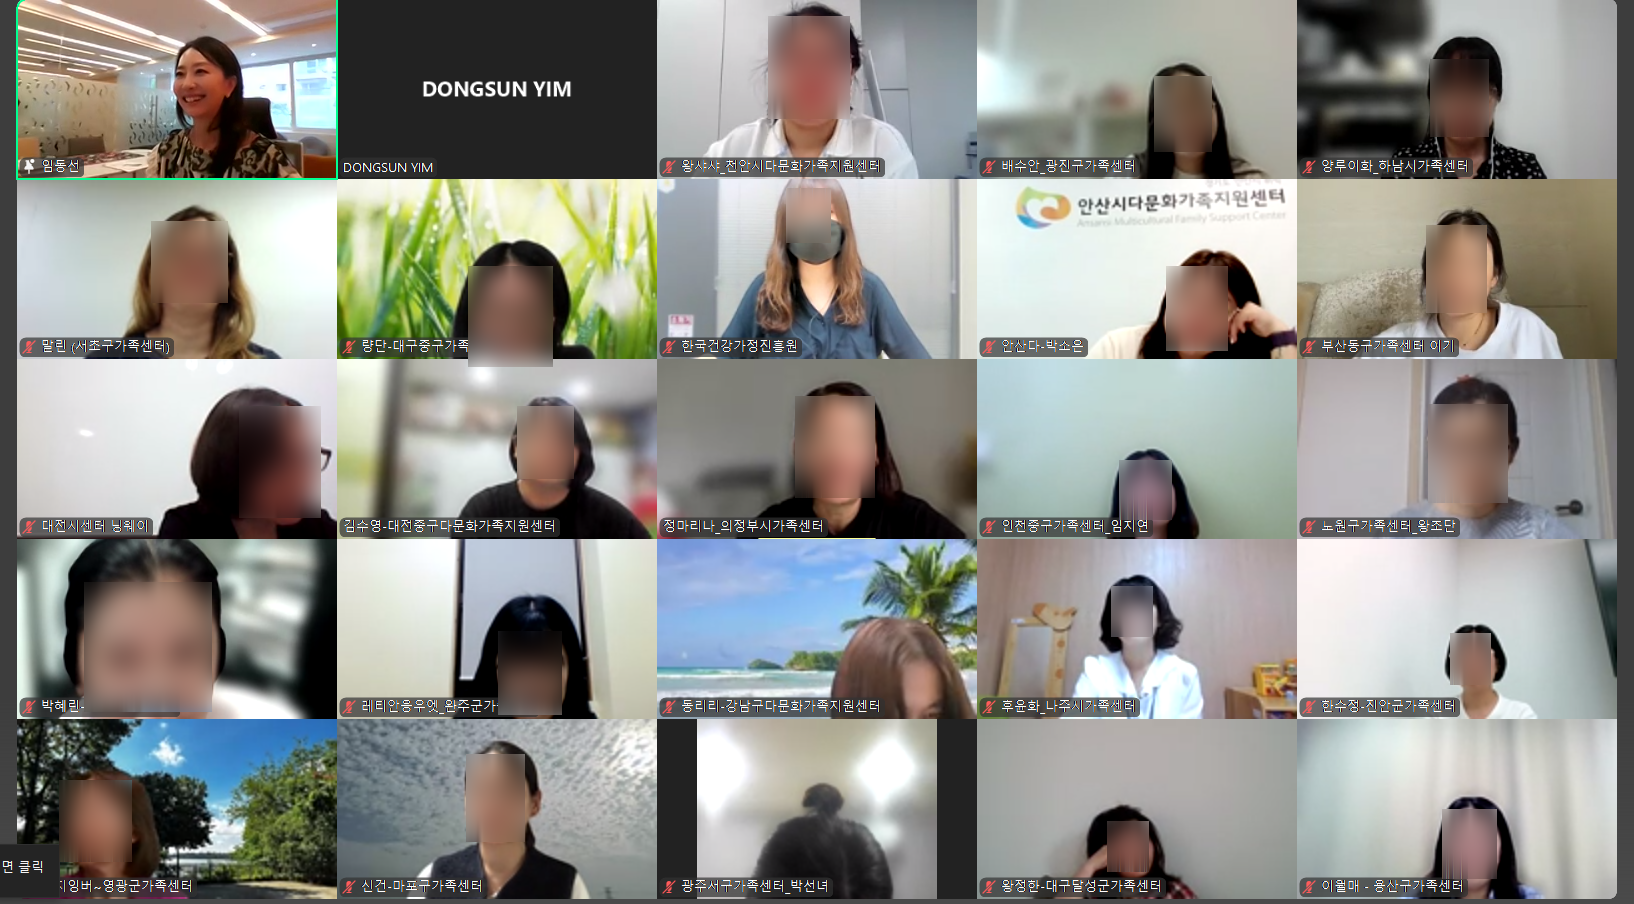 임동선
DONGSUN YIM
DONGSUN YIM
왕샤샤_천안시다문화가족지원센터
배수안_광진구가족센터
양루이화_하남시가족센터
말린 (서초구가족센터)
량단-대구중구가족
한국건강가정진흥원
안산시다문화가족지원센터
Ansansi Multicultural Family Support Center
안산다-박소은
부산동구가족센터 이기
대전시센터 닝웨이
김수영-대전중구다문화가족지원센터
정마리나_의정부시가족센터
인천중구가족센터_임지연
노원구가족센터_왕조단
박혜린-
레티안응우엣_완주군가
동리리-강남구다문화가족지원센터
후윤화_나주시가족센터
한수정-진안군가족센터
면 클릭
지잉버~영광군가족센터
신건-마포구가족센터
광주서구가족센터_박선녀
왕정한-대구달성군가족센터
이월매 - 용산구가족센터